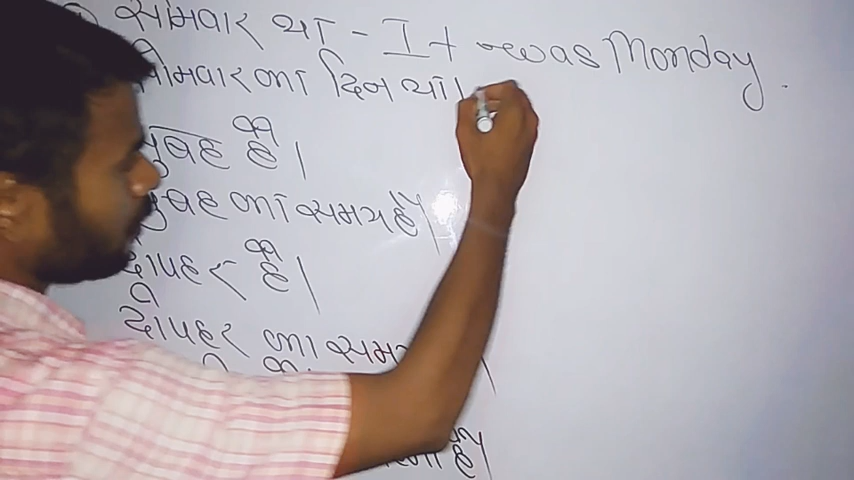 सोमवार था - It was Monday.
सोमवार का दिन था।
सुबह है।
सुबह का समय है।
दोपहर है।
दोपहर का समय
है।